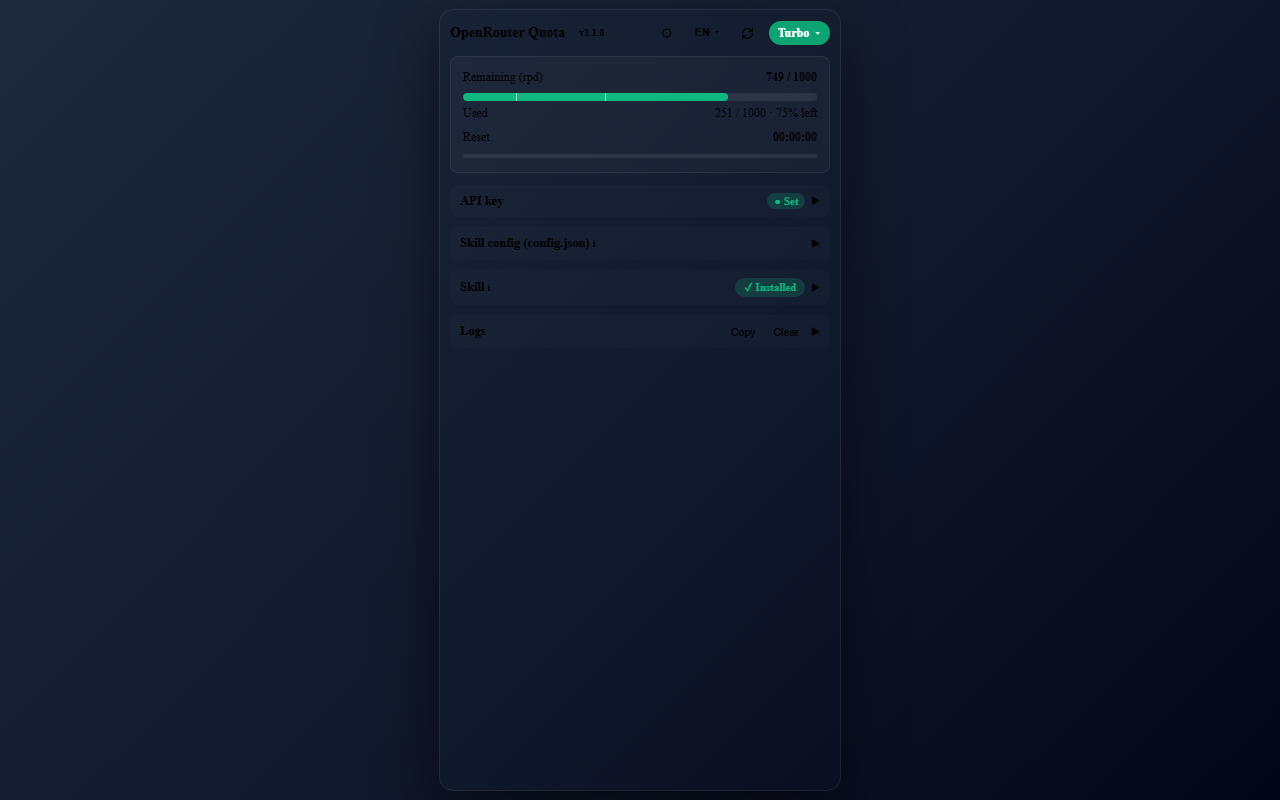 OpenRouter Quota v1.1.0 EN Turbo
Remaining (rpd) 749 / 1000
Used 251 / 1000 · 75% left
Reset 00:00:00
API key ● Set
Skill config (config.json) i
Skill i ✓ Installed
Logs Copy Clear